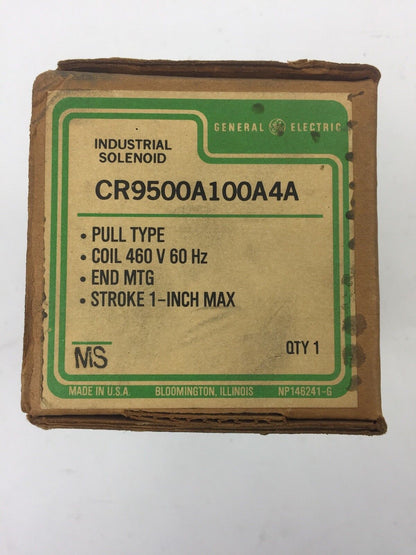 GENERAL ELECTRIC
INDUSTRIAL
SOLENOID
CR9500A100A4A
• PULL TYPE
• COIL 460 V 60 Hz
• END MTG
• STROKE 1-INCH MAX
MS
QTY 1
MADE IN U.S.A. BLOOMINGTON, ILLINOIS NP146241-G